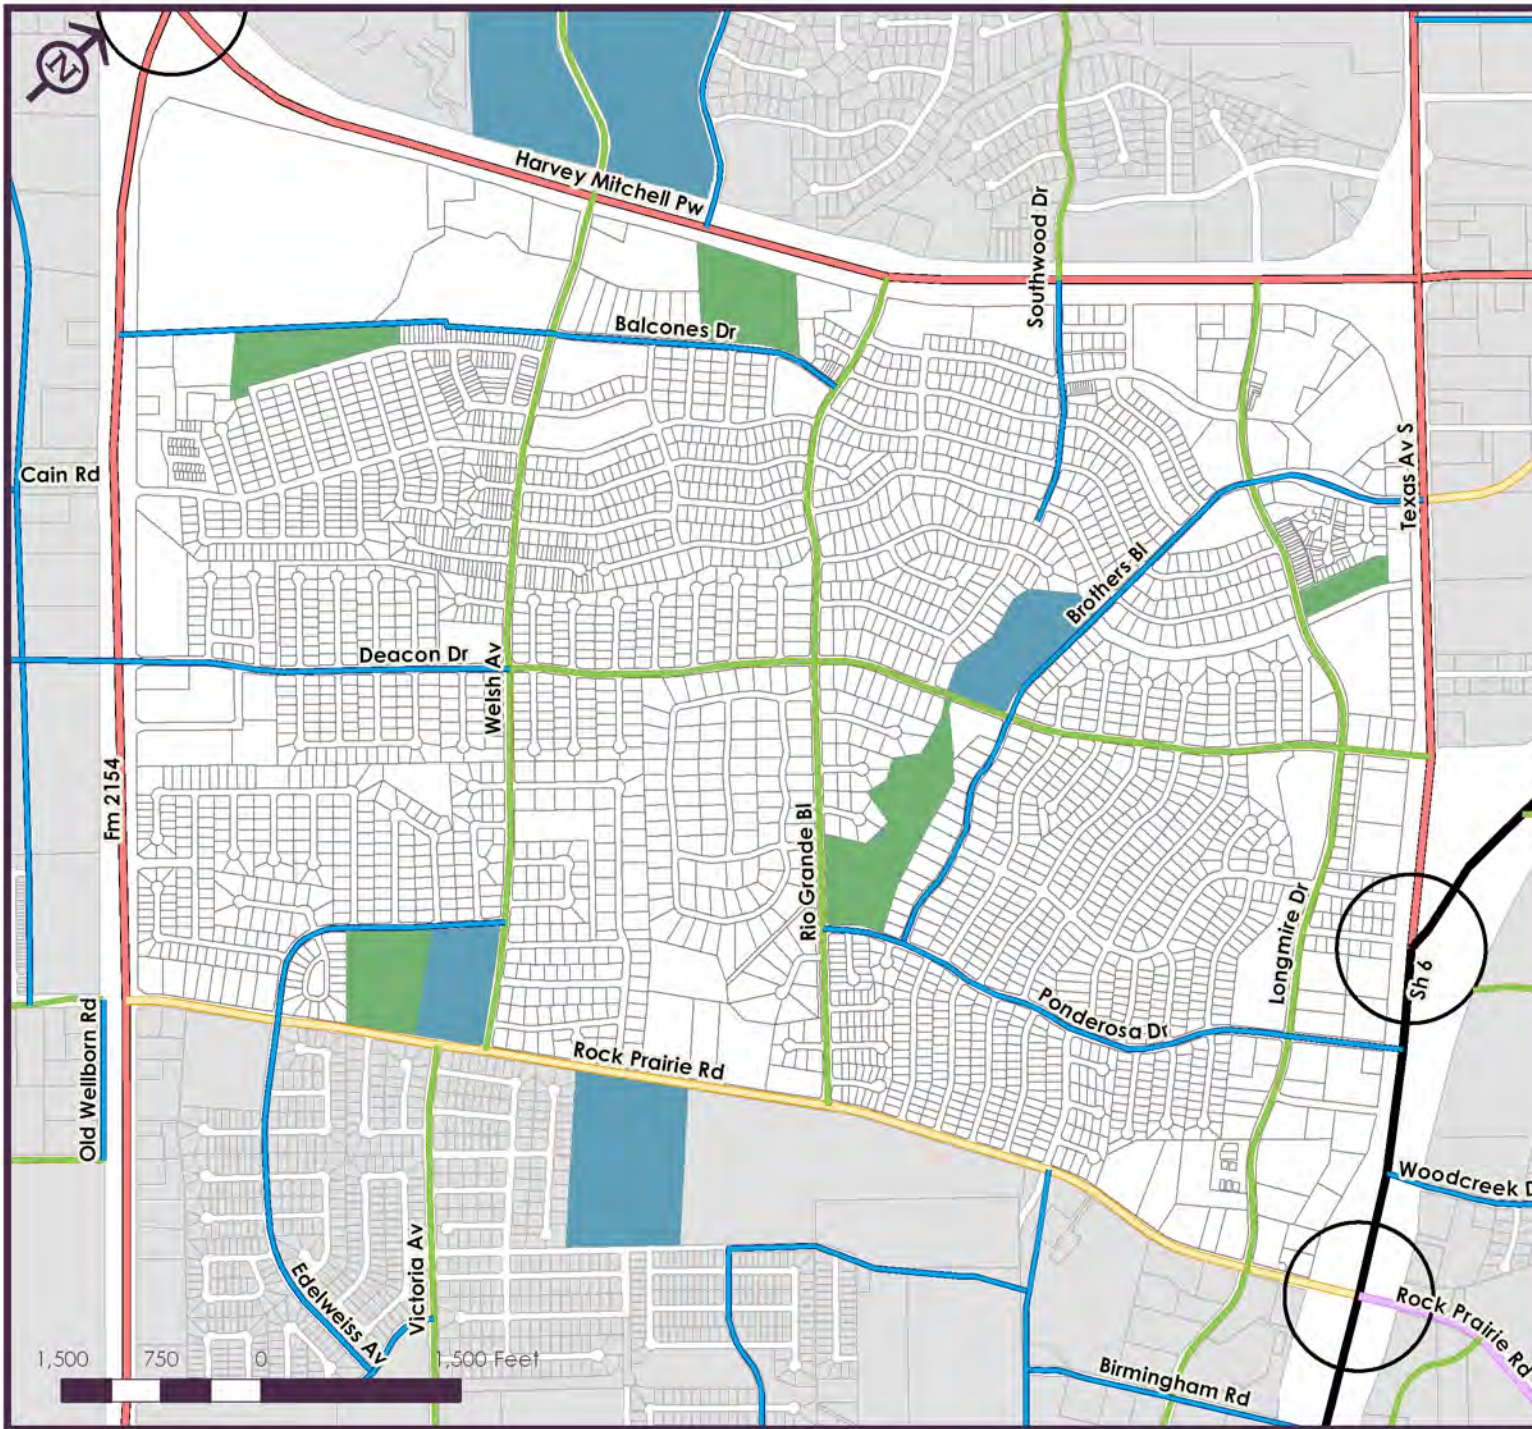 N
Harvey Mitchell Pw
Southwood Dr
Balcones Dr
Texas Av S
Cain Rd
Brothers Bl
Deacon Dr
Welsh Av
Fm 2154
Rio Grande Bl
Longmire Dr
Sh 6
Ponderosa Dr
Old Wellborn Rd
Rock Prairie Rd
Woodcreek D
Victoria Av
Edelweiss Av
Rock Prairie Rd
Birmingham Rd
1,500 750 0 1,500 Feet